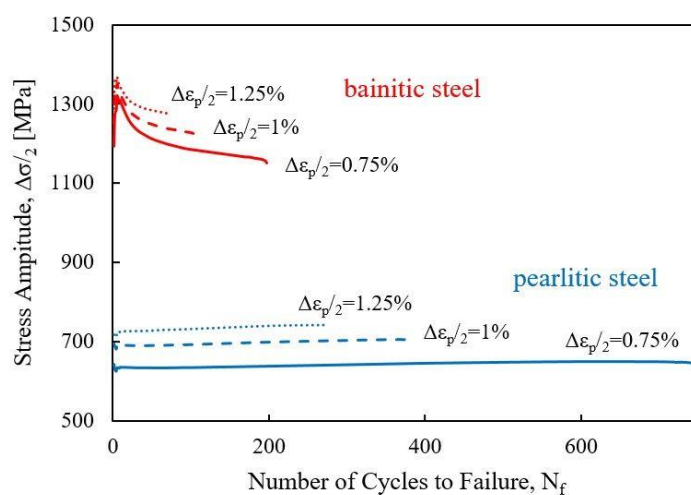 1500
1300
1100
900
700
500
Stress Ampitude, Δσ/2 [MPa]
bainitic steel
Δεp/2=1.25%
Δεp/2=1%
Δεp/2=0.75%
pearlitic steel
Δεp/2=1.25%
Δεp/2=1%
Δεp/2=0.75%
0 200 400 600
Number of Cycles to Failure, Nf